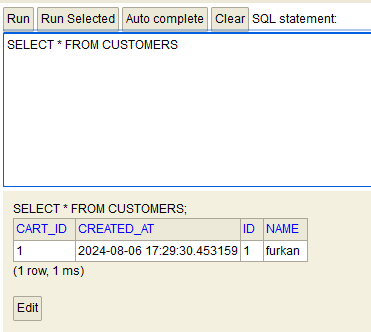 Run Run Selected Auto complete Clear SQL statement:
SELECT * FROM CUSTOMERS
SELECT * FROM CUSTOMERS;
CART_ID CREATED_AT ID NAME
1 2024-08-06 17:29:30.453159 1 furkan
(1 row, 1 ms)
Edit